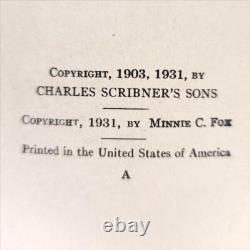 COPYRIGHT, 1903, 1931, BY
CHARLES SCRIBNER'S SONS
COPYRIGHT, 1931, BY MINNIE C. FOX
Printed in the United States of America
A
ebay